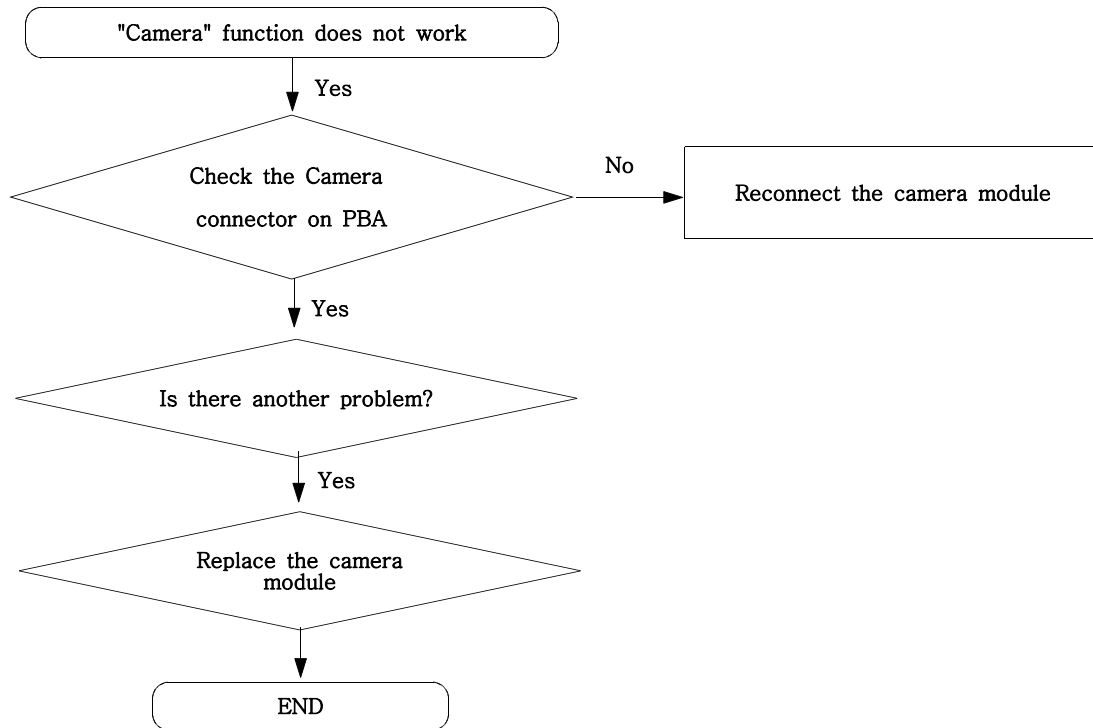 "Camera" function does not work
Yes
Check the Camera
connector on PBA
No
Reconnect the camera module
Yes
Is there another problem?
Yes
Replace the camera
module
END